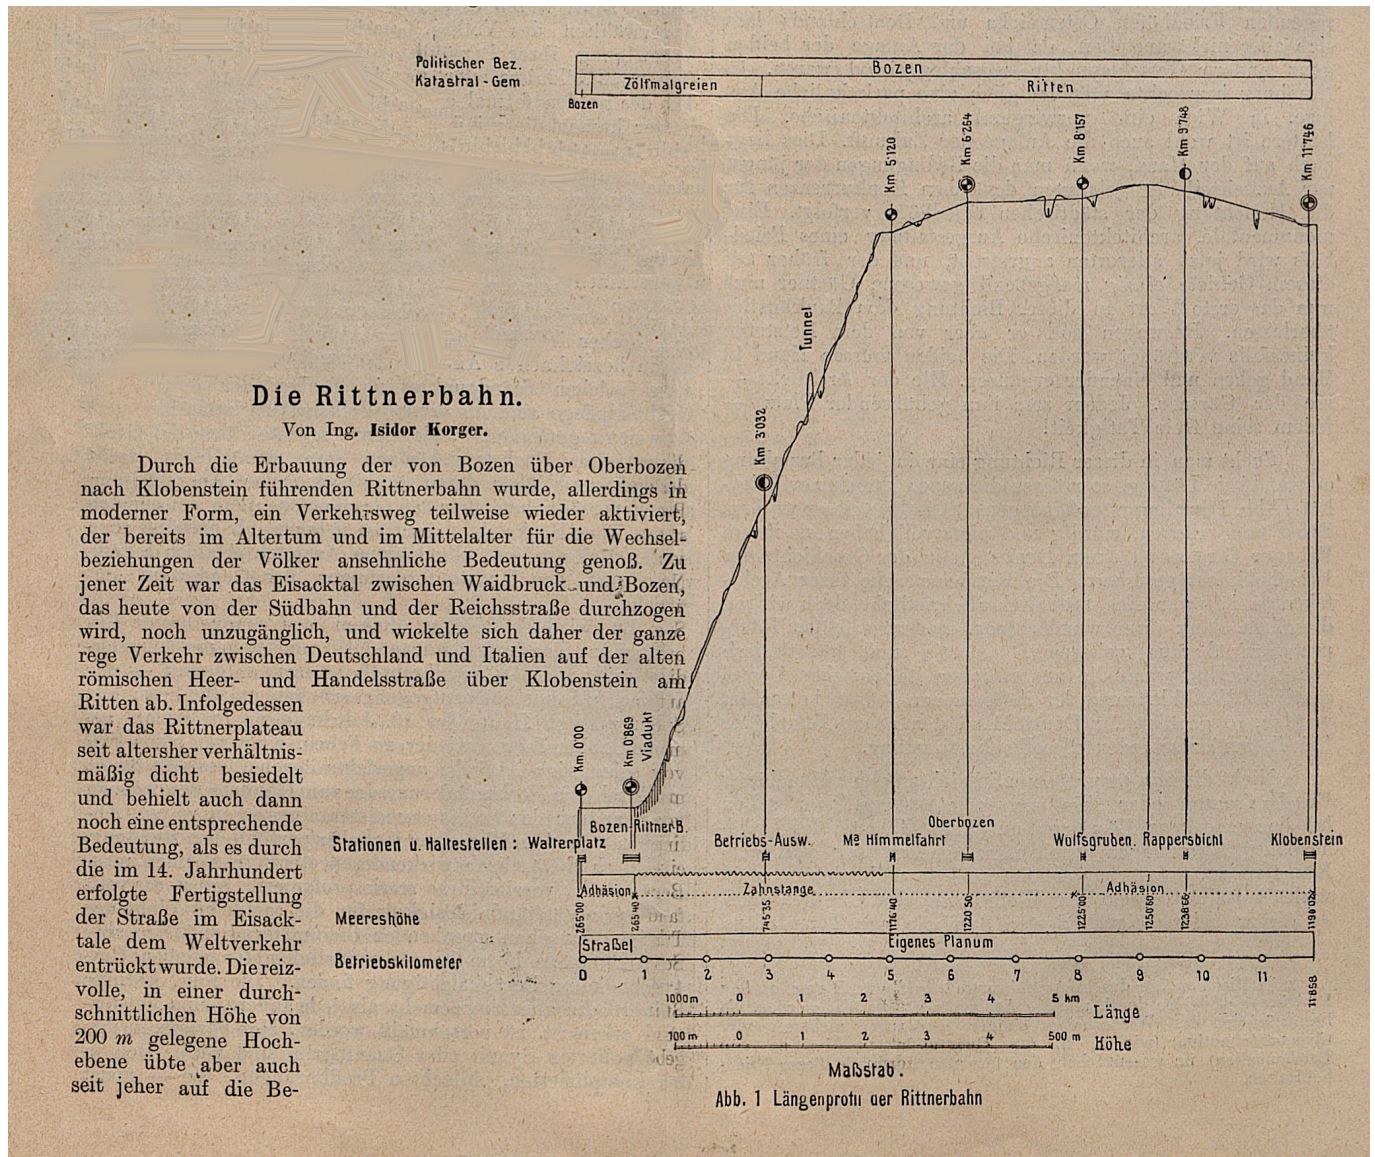 Politischer Bez.
Bozen
Katastral-Gem.
Zölfmalgreien
Ritten
Bozen
Km 0'00
Km 0'869
Viadukt
Km 3'032
Tunnel
Km 5'120
Km 6'264
Km 8'157
Km 9'748
Km 11'746
Die Rittnerbahn.
Von Ing. Isidor Korger.
Durch die Erbauung der von Bozen über Oberbozen
nach Klobenstein führenden Rittnerbahn wurde, allerdings in
moderner Form, ein Verkehrsweg teilweise wieder aktiviert,
der bereits im Altertum und im Mittelalter für die Wechsel-
beziehungen der Völker ansehnliche Bedeutung genoß. Zu
jener Zeit war das Eisacktal zwischen Waidbruck und Bozen,
das heute von der Südbahn und der Reichsstraße durchzogen
wird, noch unzugänglich, und wickelte sich daher der ganze
rege Verkehr zwischen Deutschland und Italien auf der alten
römischen Heer- und Handelsstraße über Klobenstein am
Ritten ab. Infolgedessen
war das Rittnerplateau
seit altersher verhältnis-
mäßig dicht besiedelt
und behielt auch dann
noch eine entsprechende
Bedeutung, als es durch
die im 14. Jahrhundert
erfolgte Fertigstellung
der Straße im Eisack-
tale dem Weltverkehr
entrückt wurde. Die reiz-
volle, in einer durch-
schnittlichen Höhe von
200 m gelegene Hoch-
ebene übte aber auch
seit jeher auf die Be-
Stationen u. Haltestellen : Walterplatz
Bozen Rittner B.
Betriebs-Ausw.
Ma Himmelfahrt
Oberbozen
Wolfsgruben.
Rappersbichl
Klobenstein
Adhäsion
Zahnstange
Adhäsion
Meereshöhe
265'00
265'40
745'35
1176'40
1220'50
1225'00
1250'60
1238'66
Straße
Eigenes Planum
Betriebskilometer
0 1 2 3 4 5 6 7 8 9 10 11
11'858
1000 m 0 1 2 3 4 5 km
Länge
100 m 0 1 2 3 4 500 m
Höhe
Maßstab.
Abb. 1 Längenprofil der Rittnerbahn